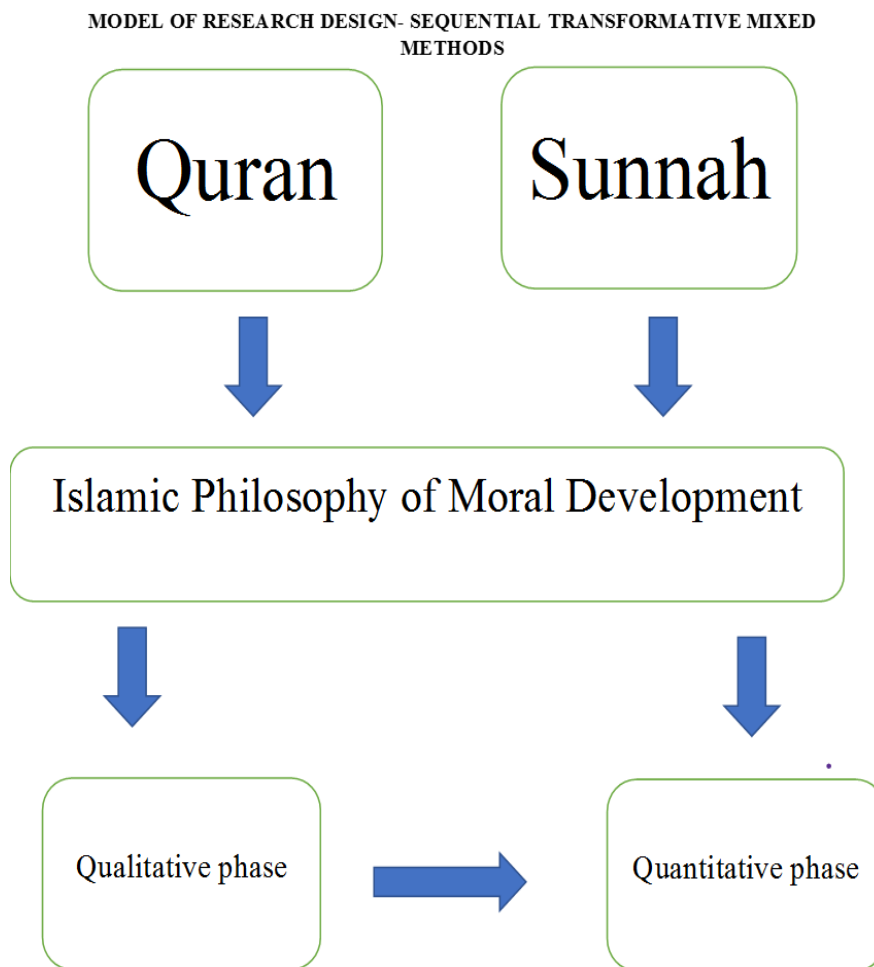 MODEL OF RESEARCH DESIGN- SEQUENTIAL TRANSFORMATIVE MIXED
METHODS
Quran
Sunnah
Islamic Philosophy of Moral Development
Qualitative phase
Quantitative phase